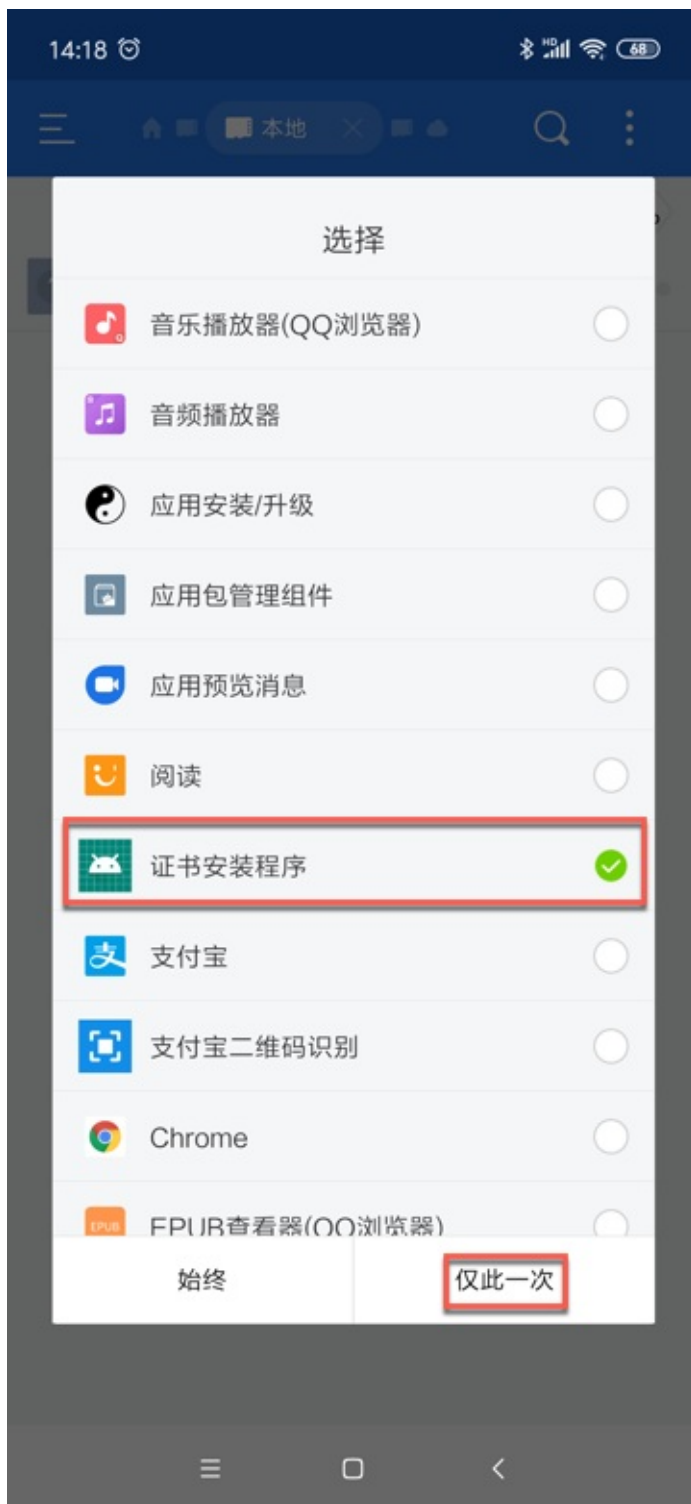 14:18
HD
68
本地
选择
音乐播放器(QQ浏览器)
音频播放器
应用安装/升级
应用包管理组件
应用预览消息
阅读
证书安装程序
支
支付宝
支付宝二维码识别
Chrome
EPUB
EPUB查看器(QQ浏览器)
始终
仅此一次